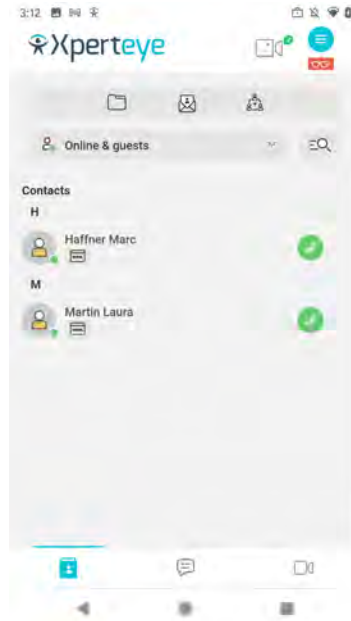 3:12
Xperteye
Online & guests
Contacts
H
Haffner Marc
M
Martin Laura